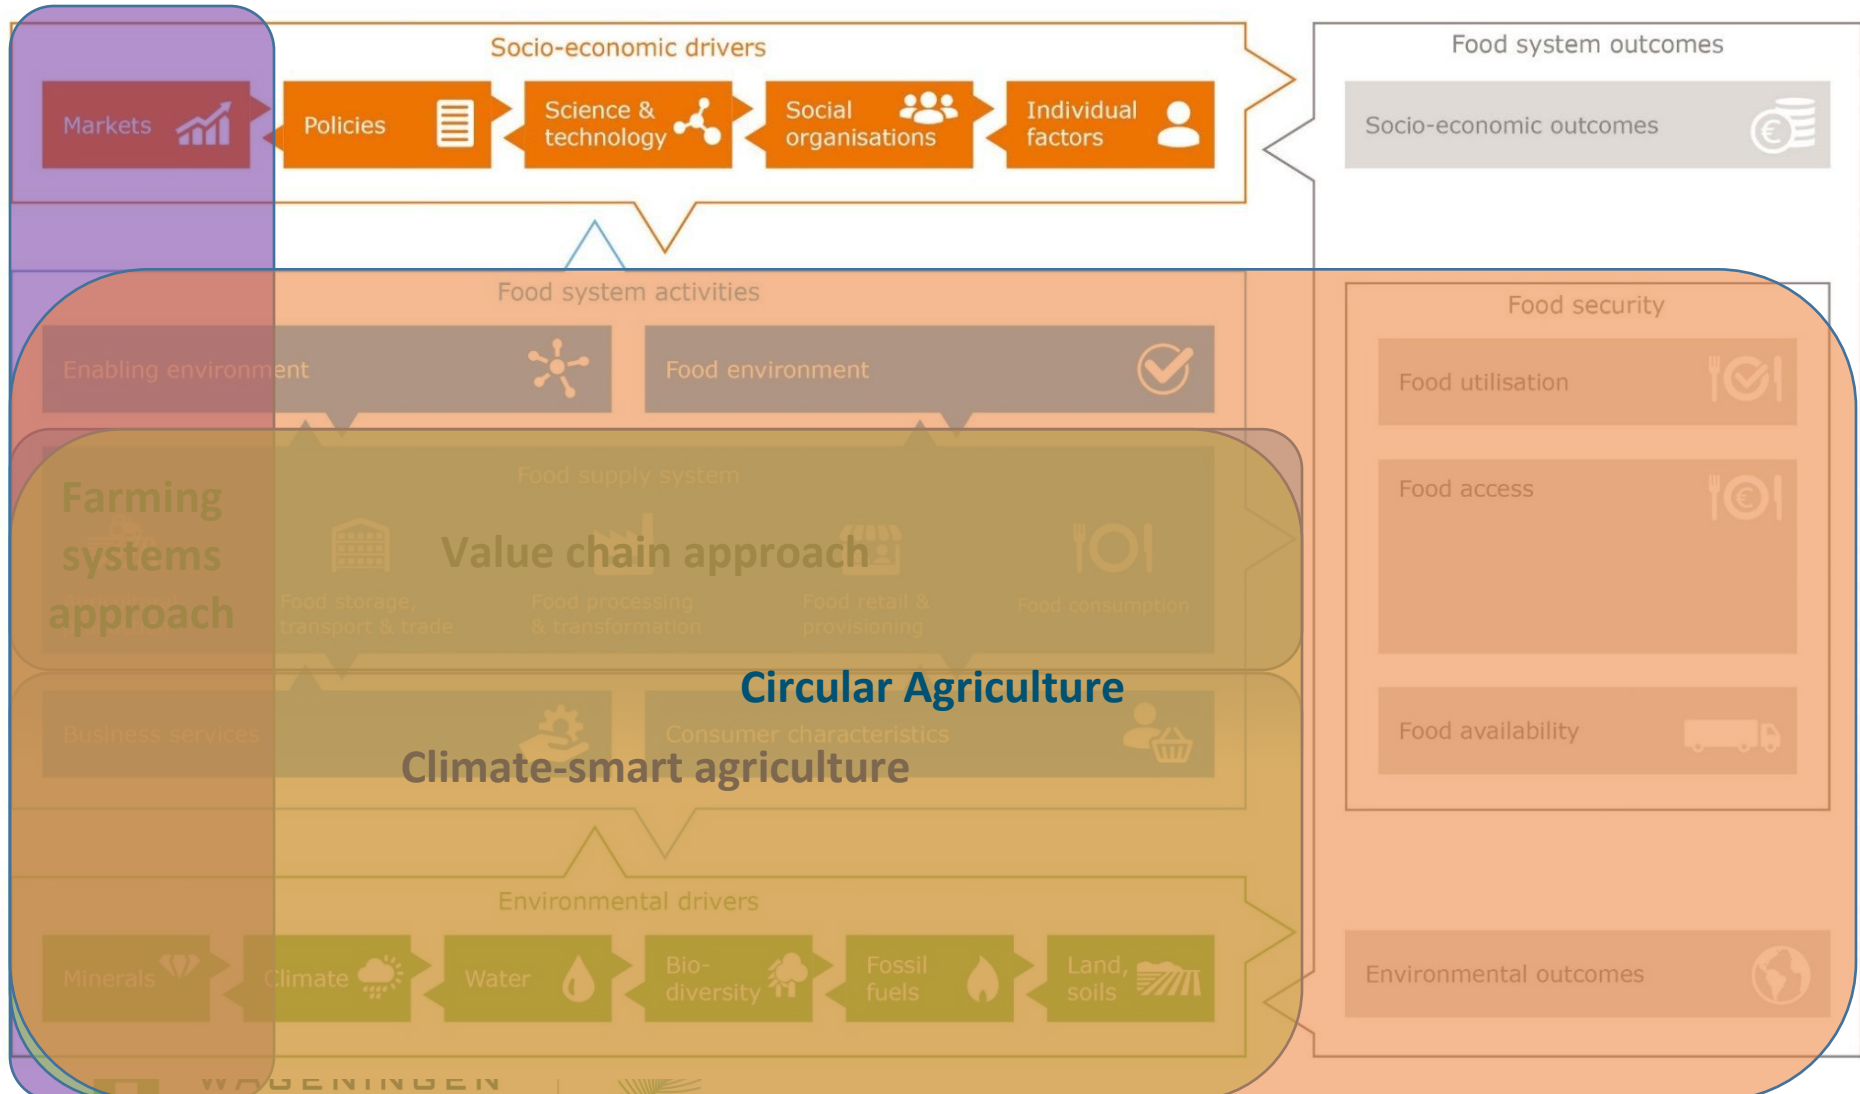 Socio-economic drivers
Markets
Policies
Science &
technology
Social
organisations
Individual
factors
Food system outcomes
Socio-economic outcomes
Food system activities
Enabling environment
Food environment
Food security
Food utilisation
Food access
Food availability
Food supply system
Farming
systems
approach
Value chain approach
Food storage,
transport & trade
Food processing
& transformation
Food retail &
provisioning
Food consumption
Circular Agriculture
Business services
Consumer characteristics
Climate-smart agriculture
Environmental drivers
Minerals
Climate
Water
Bio-
diversity
Fossil
fuels
Land,
soils
Environmental outcomes
WAGENINGEN